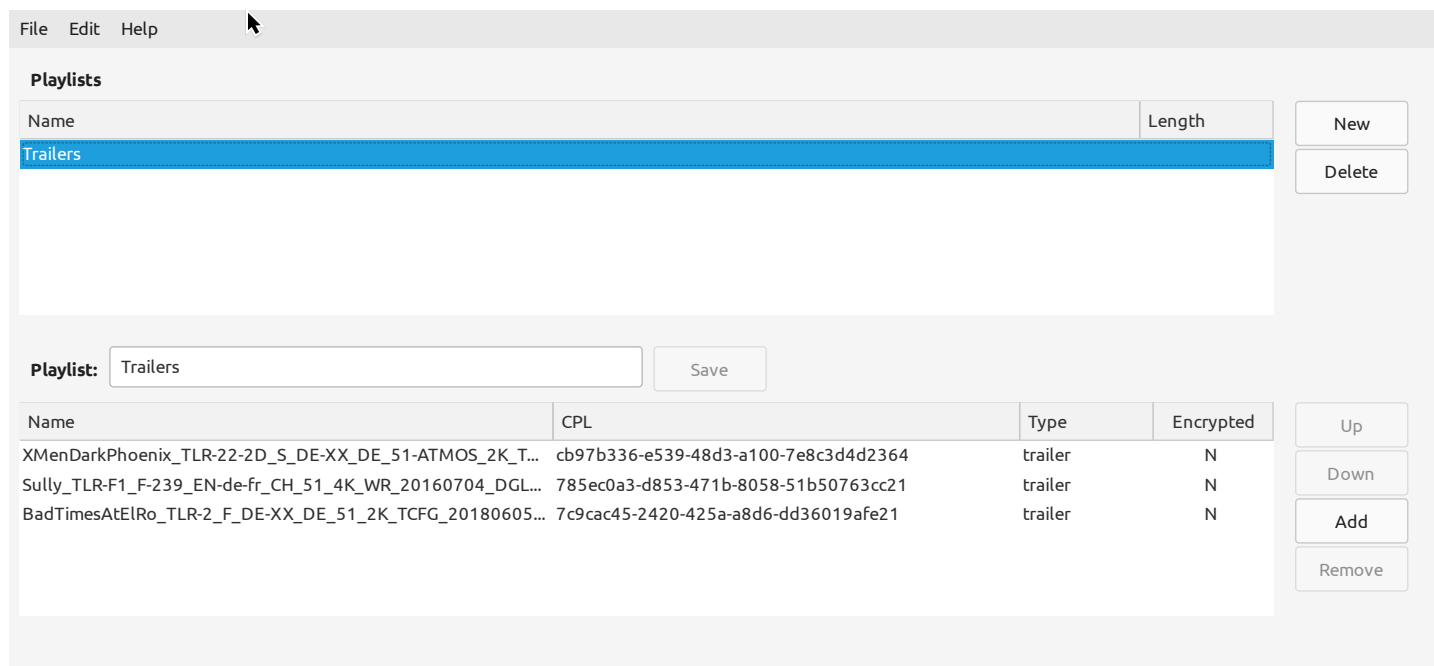 File Edit Help
Playlists
Name Length
New
Trailers
Delete
Playlist: Trailers Save
Name CPL Type Encrypted
Up
XMenDarkPhoenix_TLR-22-2D_S_DE-XX_DE_51-ATMOS_2K_T... cb97b336-e539-48d3-a100-7e8c3d4d2364 trailer N
Down
Sully_TLR-F1_F-239_EN-de-fr_CH_51_4K_WR_20160704_DGL... 785ec0a3-d853-471b-8058-51b50763cc21 trailer N
BadTimesAtElRo_TLR-2_F_DE-XX_DE_51_2K_TCFG_20180605... 7c9cac45-2420-425a-a8d6-dd36019afe21 trailer N
Add
Remove